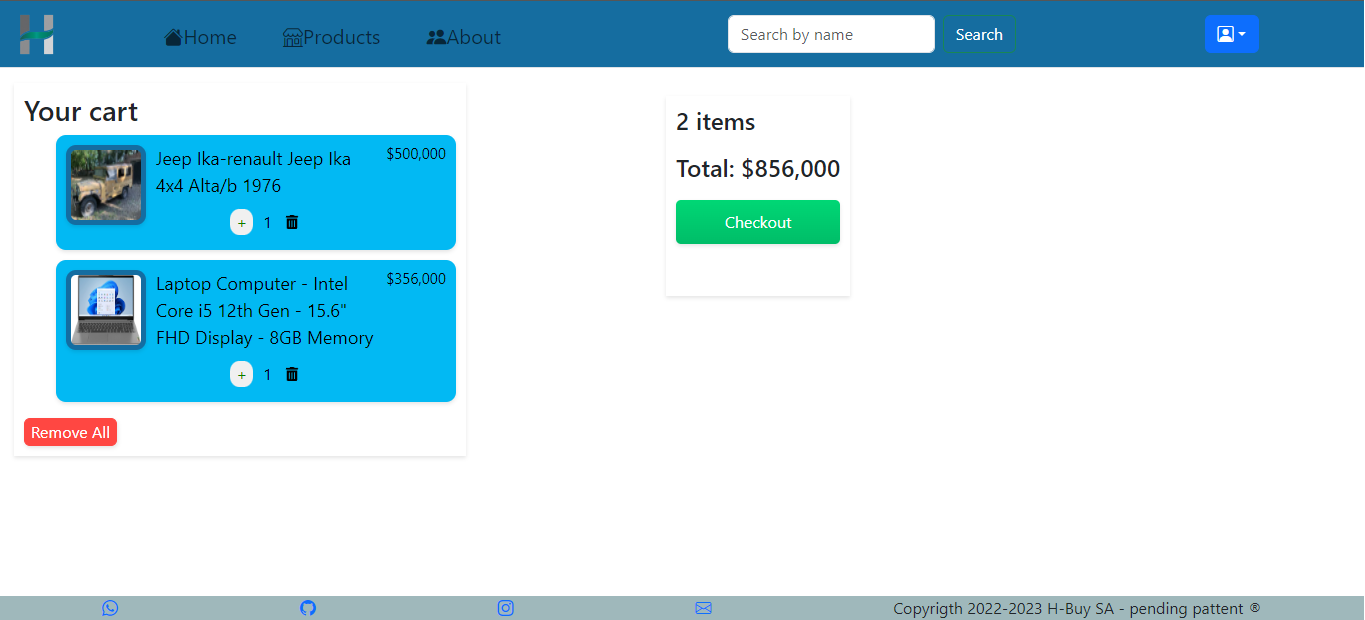 H
Home
Products
About
Search by name
Search
Your cart
Jeep Ika-renault Jeep Ika
4x4 Alta/b 1976
$500,000
+ 1
Laptop Computer - Intel
Core i5 12th Gen - 15.6"
FHD Display - 8GB Memory
$356,000
+ 1
Remove All
2 items
Total: $856,000
Checkout
Copyrigth 2022-2023 H-Buy SA - pending pattent ®